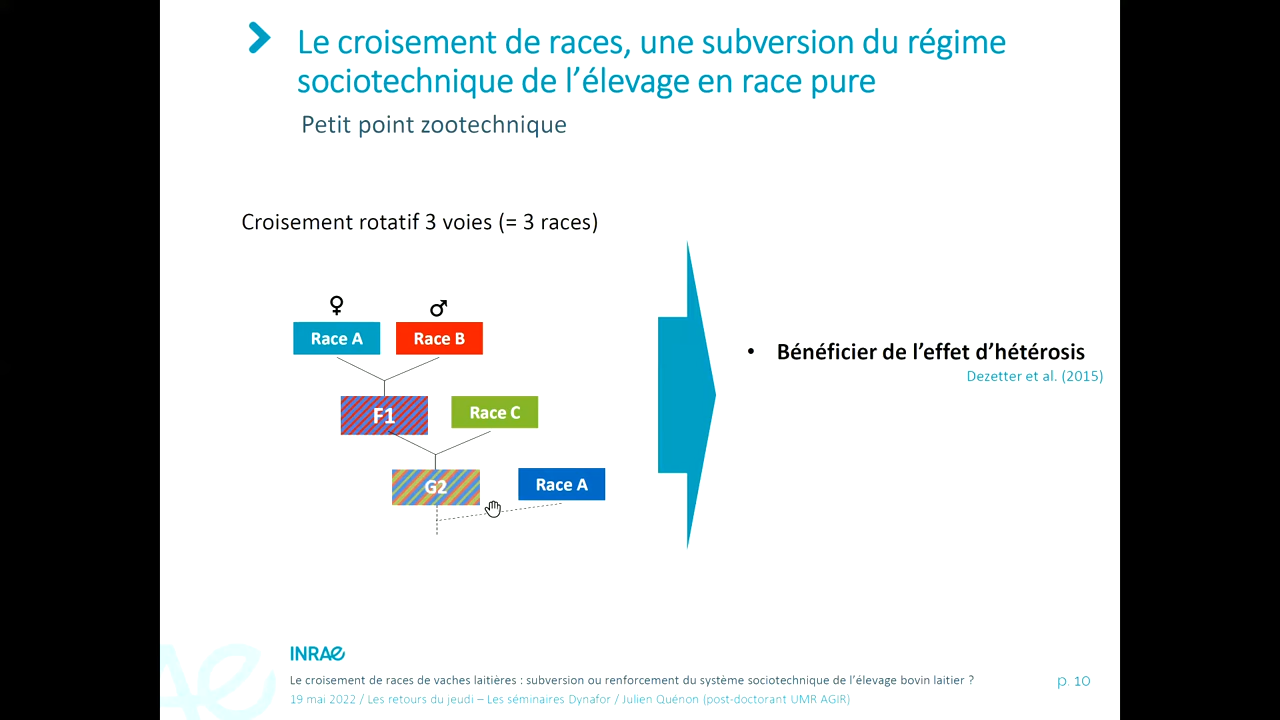 Le croisement de races, une subversion du régime
sociotechnique de l’élevage en race pure
Petit point zootechnique
Croisement rotatif 3 voies (= 3 races)
♀ ♂
Race A Race B
F1 Race C
G2 Race A
• Bénéficier de l’effet d’hétérosis
Dezetter et al. (2015)
INRAE
Le croisement de races de vaches laitières : subversion ou renforcement du système sociotechnique de l’élevage bovin laitier ?
p. 10
19 mai 2022 / Les retours du jeudi – Les séminaires Dynafor / Julien Quénon (post-doctorant UMR AGIR)